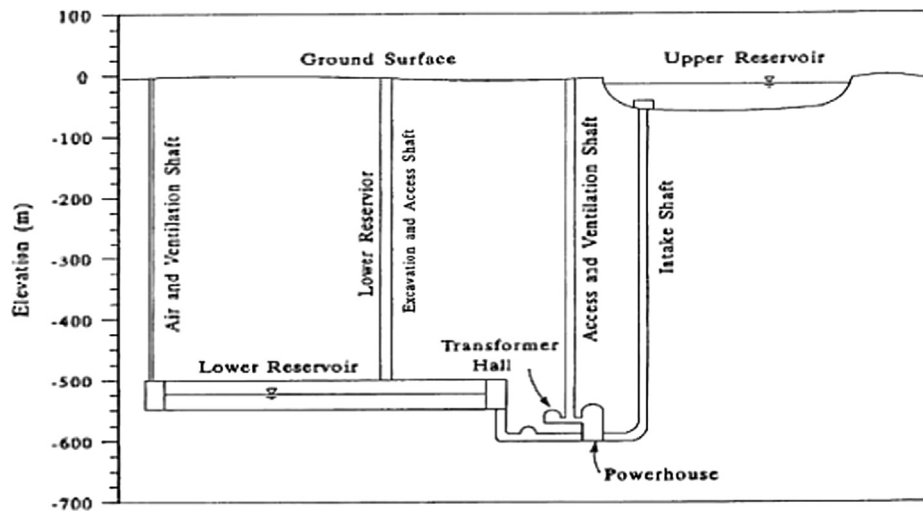 100
0
-100
-200
-300
-400
-500
-600
-700
Elevation (m)
Ground Surface
Upper Reservoir
Air and Ventilation Shaft
Lower Reservior
Excavation and Access Shaft
Access and Ventilation Shaft
Intake Shaft
Transformer
Hall
Lower Reservoir
Powerhouse